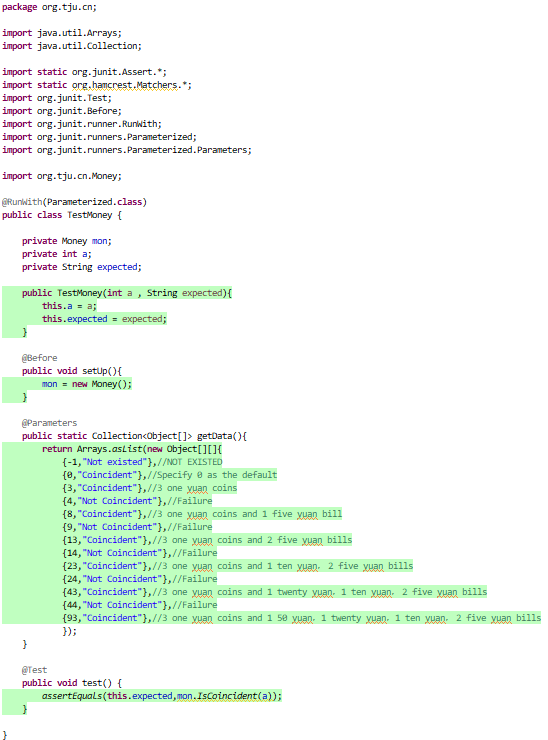 package org.tju.cn;
import java.util.Arrays;
import java.util.Collection;
import static org.junit.Assert.*;
import static org.hamcrest.Matchers.*;
import org.junit.Test;
import org.junit.Before;
import org.junit.runner.RunWith;
import org.junit.runners.Parameterized;
import org.junit.runners.Parameterized.Parameters;
import org.tju.cn.Money;
@RunWith(Parameterized.class)
public class TestMoney {
private Money mon;
private int a;
private String expected;
public TestMoney(int a , String expected){
this.a = a;
this.expected = expected;
}
@Before
public void setUp(){
mon = new Money();
}
@Parameters
public static Collection<Object[]> getData(){
return Arrays.asList(new Object[][]{
{-1,"Not existed"},//NOT EXISTED
{0,"Coincident"},//Specify 0 as the default
{3,"Coincident"},//3 one yuan coins
{4,"Not Coincident"},//Failure
{8,"Coincident"},//3 one yuan coins and 1 five yuan bill
{9,"Not Coincident"},//Failure
{13,"Coincident"},//3 one yuan coins and 2 five yuan bills
{14,"Not Coincident"},//Failure
{23,"Coincident"},//3 one yuan coins and 1 ten yuan, 2 five yuan bills
{24,"Not Coincident"},//Failure
{43,"Coincident"},//3 one yuan coins and 1 twenty yuan, 1 ten yuan, 2 five yuan bills
{44,"Not Coincident"},//Failure
{93,"Coincident"},//3 one yuan coins and 1 50 yuan, 1 twenty yuan, 1 ten yuan, 2 five yuan bills
});
}
@Test
public void test() {
assertEquals(this.expected,mon.IsCoincident(a));
}
}